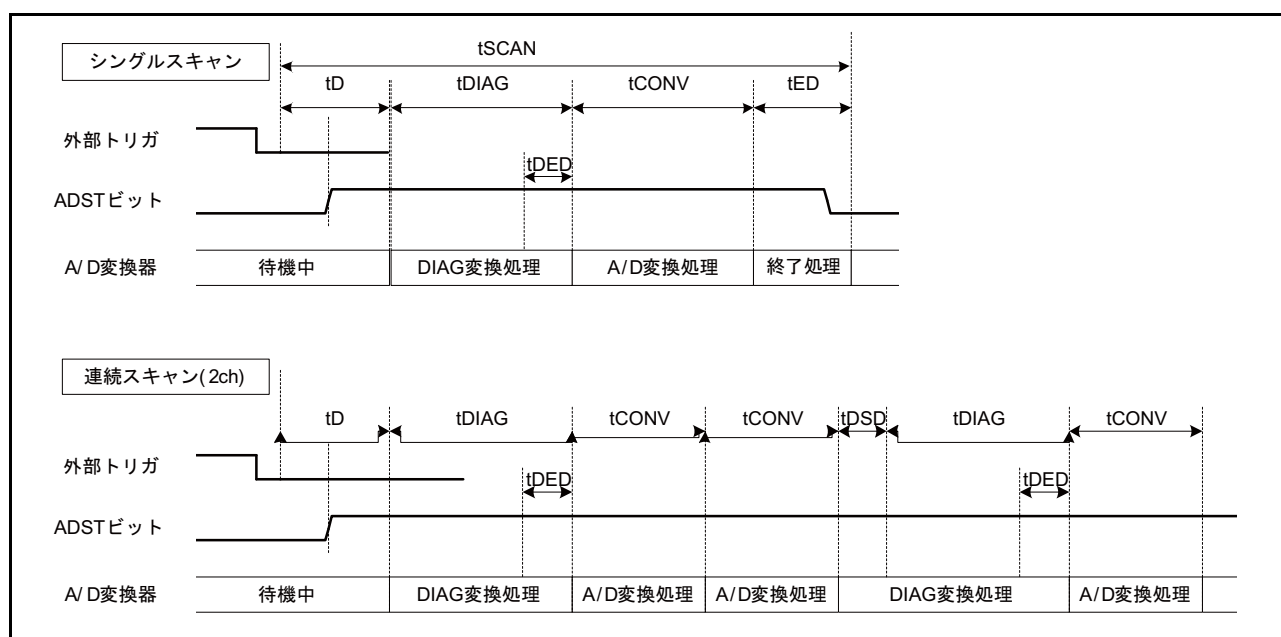 シングルスキャン
tSCAN
tD tDIAG tCONV tED
外部トリガ
tDED
ADSTビット
A/D変換器 待機中 DIAG変換処理 A/D変換処理 終了処理
連続スキャン(2ch)
tD tDIAG tCONV tCONV tDSD tDIAG tCONV
外部トリガ
tDED tDED
ADSTビット
A/D変換器 待機中 DIAG変換処理 A/D変換処理 A/D変換処理 DIAG変換処理 A/D変換処理